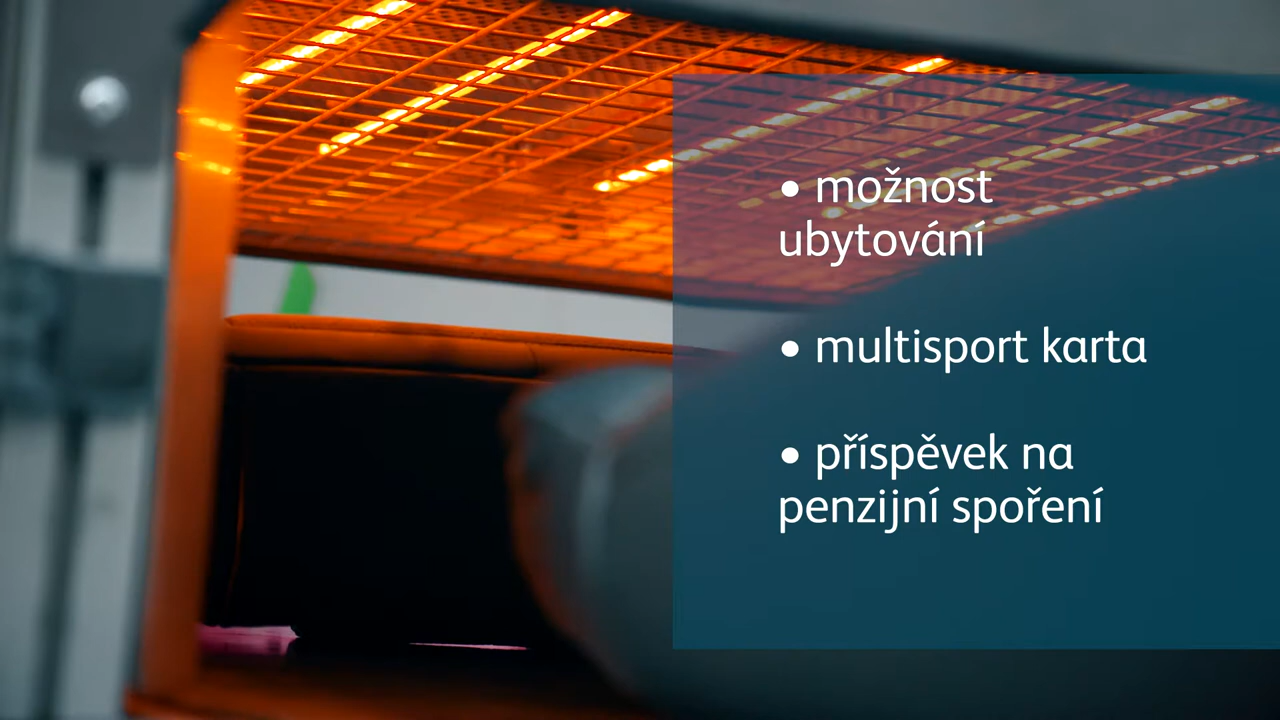 • možnost
ubytování
• multisport karta
• příspěvek na
penzijní spoření